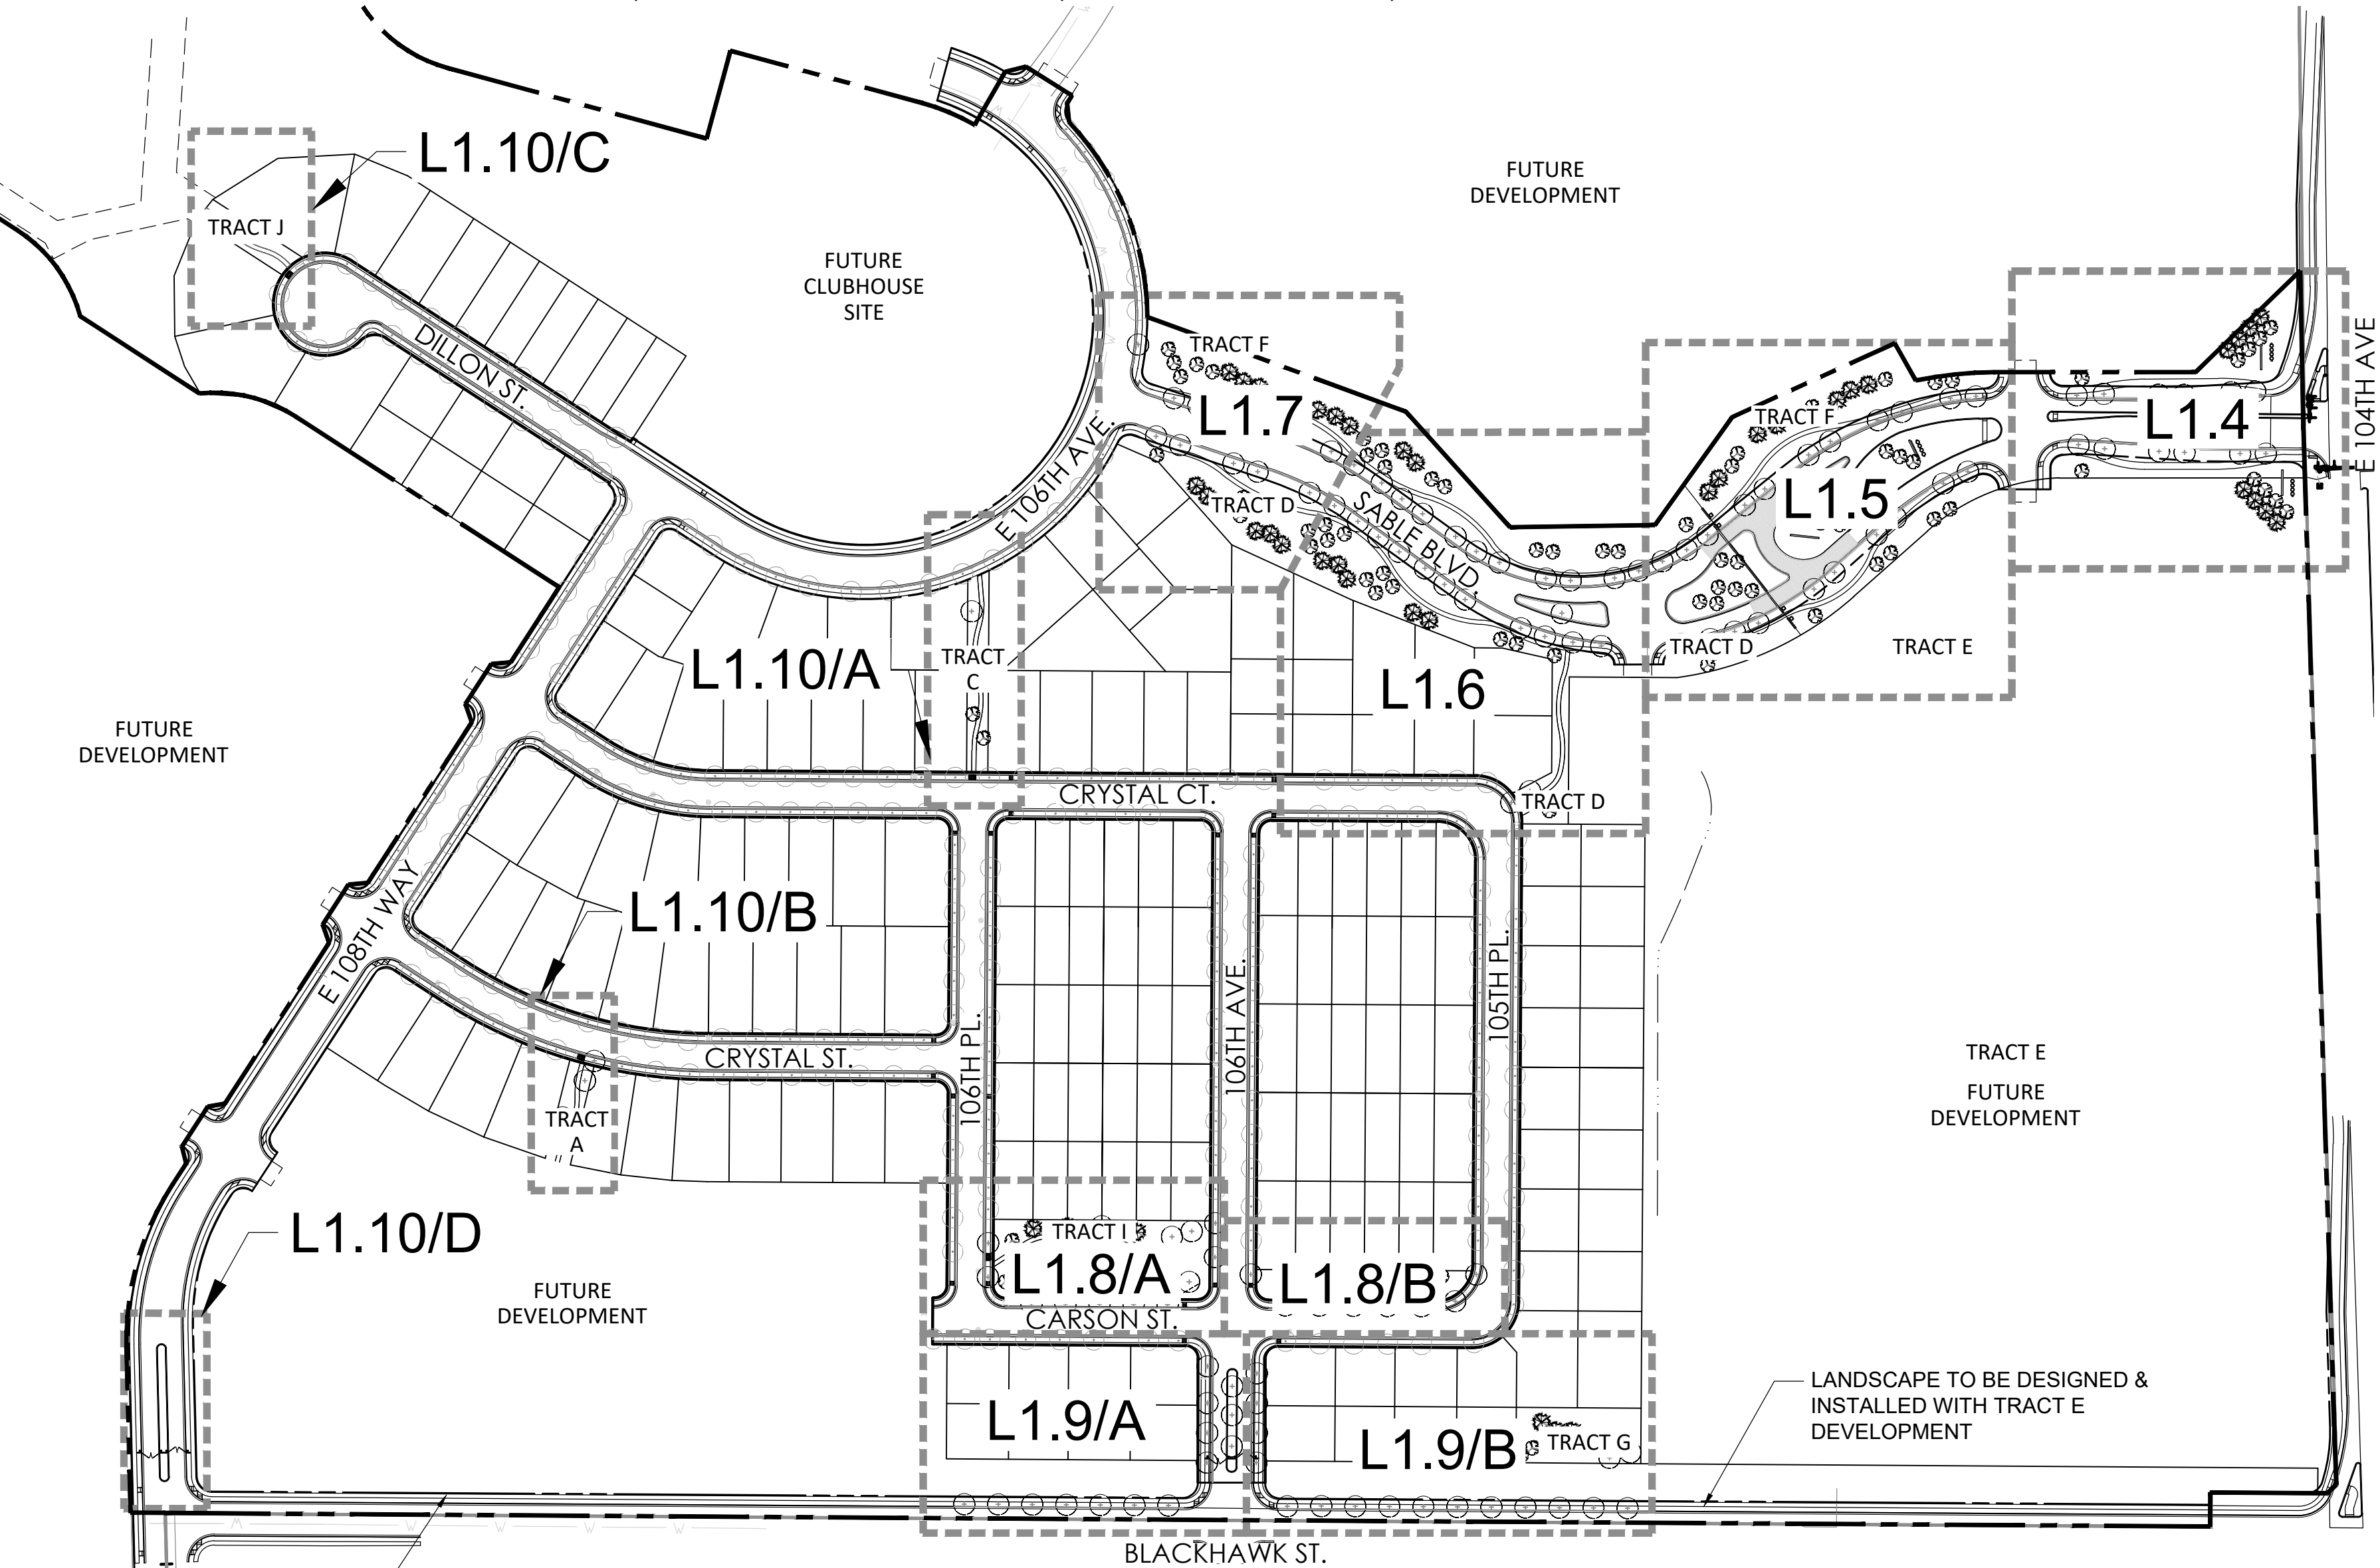 L1.10/C
FUTURE
DEVELOPMENT
TRACT J
FUTURE
CLUBHOUSE
SITE
DILLON ST.
TRACT F
L1.7
E 106TH AVE.
TRACT D
SABLE BLVD.
TRACT F
L1.5
L1.4
E 104TH AVE
TRACT D
TRACT E
L1.10/A
TRACT
C
L1.6
FUTURE
DEVELOPMENT
CRYSTAL CT.
TRACT D
E 108TH WAY
L1.10/B
106TH PL.
106TH AVE.
105TH PL.
CRYSTAL ST.
TRACT
A
TRACT E
FUTURE
DEVELOPMENT
L1.10/D
TRACT I
L1.8/A
L1.8/B
FUTURE
DEVELOPMENT
CARSON ST.
L1.9/A
L1.9/B
TRACT G
LANDSCAPE TO BE DESIGNED &
INSTALLED WITH TRACT E
DEVELOPMENT
BLACKHAWK ST.